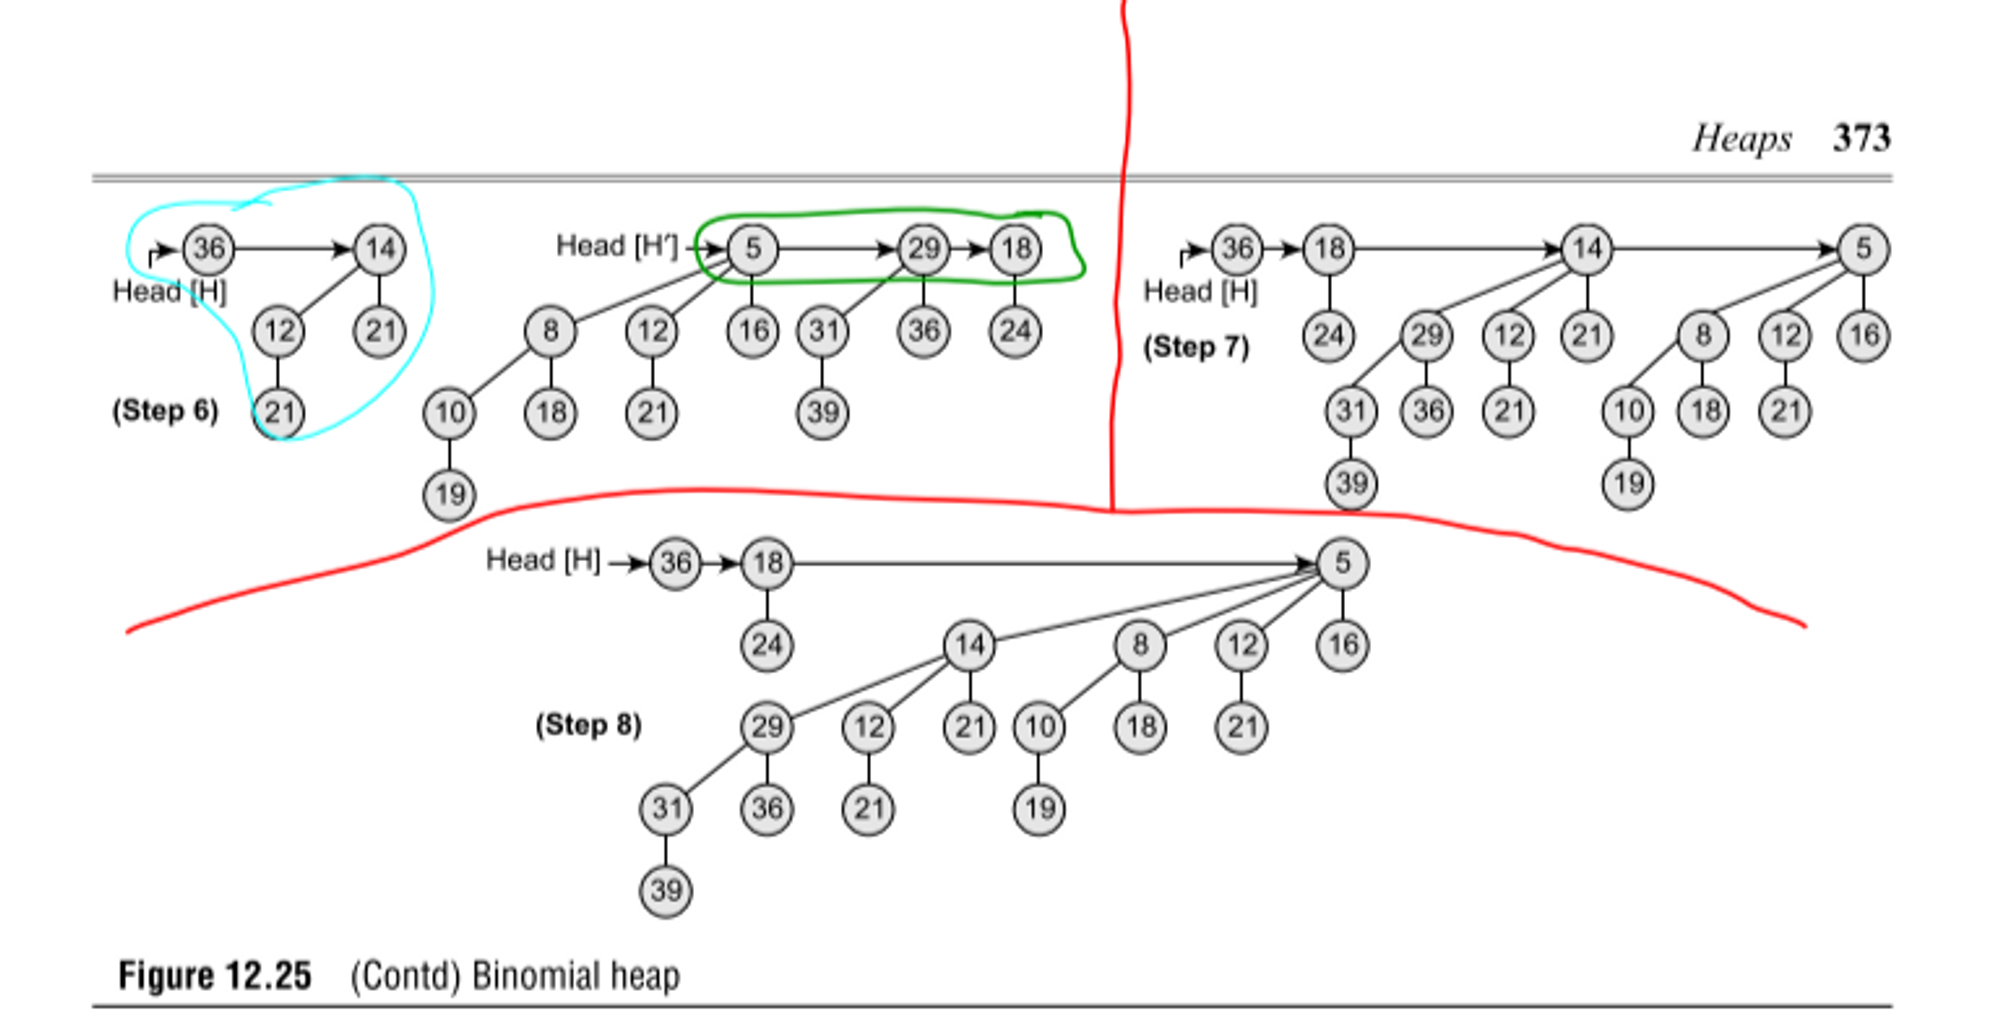 Heaps 373
36 14 Head [H′] 5 29 18 36 18 14 5
Head [H] Head [H]
12 21 8 12 16 31 36 24 24 29 12 21 8 12 16
(Step 7)
(Step 6) 21 10 18 21 39 31 36 21 10 18 21
19 39 19
Head [H] 36 18 5
24 14 8 12 16
(Step 8) 29 12 21 10 18 21
31 36 21 19
39
Figure 12.25 (Contd) Binomial heap